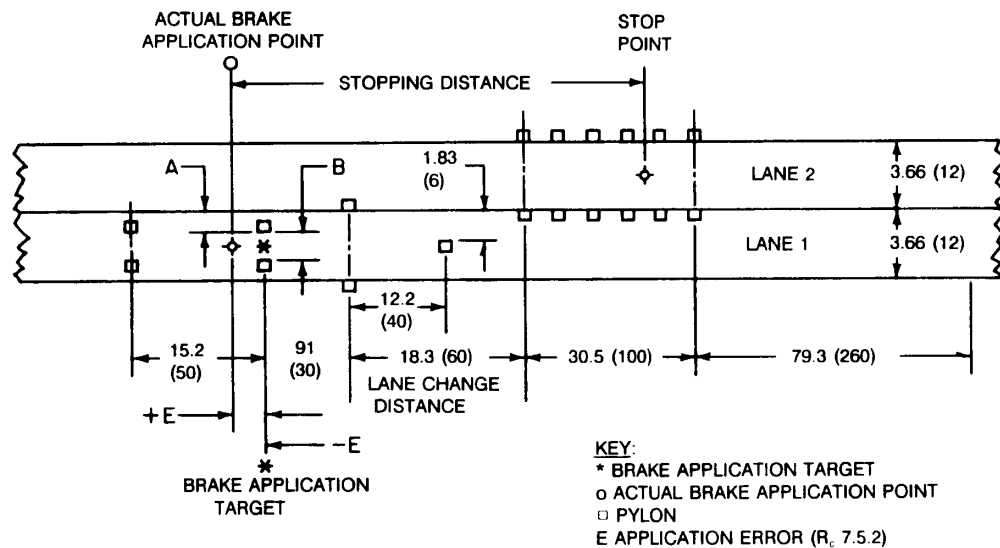 ACTUAL BRAKE
APPLICATION POINT
STOP
POINT
STOPPING DISTANCE
A
B
1.83
(6)
LANE 2
3.66 (12)
LANE 1
3.66 (12)
12.2
(40)
15.2
(50)
91
(30)
18.3 (60)
30.5 (100)
79.3 (260)
LANE CHANGE
DISTANCE
+E
-E
BRAKE APPLICATION
TARGET
KEY:
* BRAKE APPLICATION TARGET
o ACTUAL BRAKE APPLICATION POINT
□ PYLON
E APPLICATION ERROR (Rc 7.5.2)